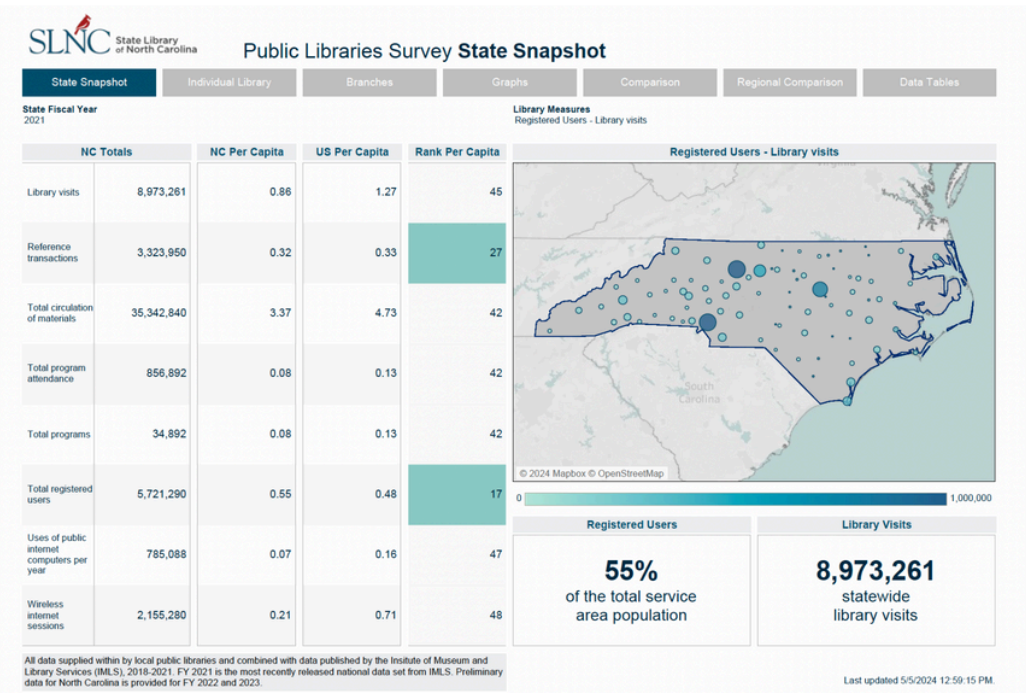 SLNC State Library
of North Carolina
Public Libraries Survey State Snapshot
State Snapshot Individual Library Branches Graphs Comparison Regional Comparison Data Tables
State Fiscal Year
2021
Library Measures
Registered Users - Library visits
NC Totals NC Per Capita US Per Capita Rank Per Capita
Library visits 8,973,261 0.86 1.27 45
Reference
transactions 3,323,950 0.32 0.33 27
Total circulation
of materials 35,342,840 3.37 4.73 42
Total program
attendance 856,892 0.08 0.13 42
Total programs 34,892 0.08 0.13 42
Total registered
users 5,721,290 0.55 0.48 17
Uses of public
internet
computers per
year 785,088 0.07 0.16 47
Wireless
internet
sessions 2,155,280 0.21 0.71 48
All data supplied within by local public libraries and combined with data published by the Insitute of Museum and
Library Services (IMLS), 2018-2021. FY 2021 is the most recently released national data set from IMLS. Preliminary
data for North Carolina is provided for FY 2022 and 2023.
Registered Users - Library visits
Virginia
South
Carolina
© 2024 Mapbox © OpenStreetMap
0 1,000,000
Registered Users
55%
of the total service
area population
Library Visits
8,973,261
statewide
library visits
Last updated 5/5/2024 12:59:15 PM.